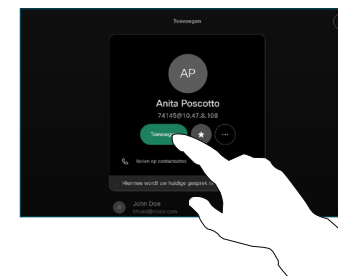 Toevoegen
AP
Anita Poscotto
74145@10.47.8.108
Toevoegen
Hiermee wordt uw huidige gesprek in
John Doe